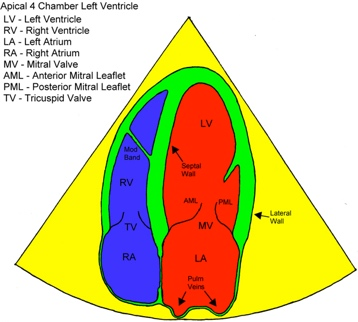 Apical 4 Chamber Left Ventricle
LV - Left Ventricle
RV - Right Ventricle
LA - Left Atrium
RA - Right Atrium
MV - Mitral Valve
AML - Anterior Mitral Leaflet
PML - Posterior Mitral Leaflet
TV - Tricuspid Valve
LV
Mod
Band
Septal
Wall
RV
AML
PML
Lateral
Wall
TV
MV
RA
LA
Pulm
Veins